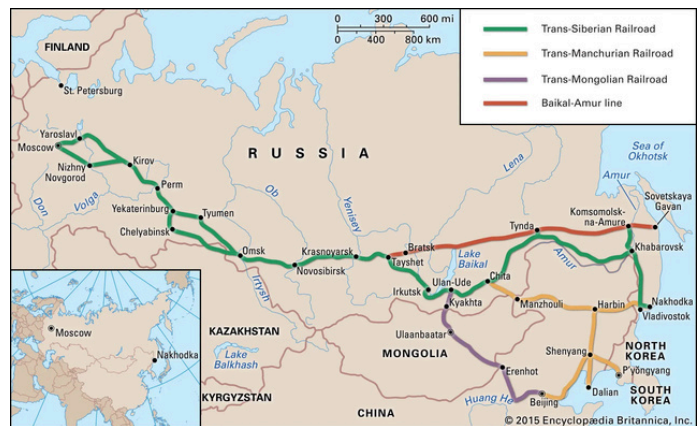 0 300 600 mi
0 400 800 km
Trans-Siberian Railroad
Trans-Manchurian Railroad
Trans-Mongolian Railroad
Baikal-Amur line
FINLAND
St. Petersburg
Yaroslavl
Moscow
Nizhny
Novgorod
Kirov
Perm
Yekaterinburg
Tyumen
Chelyabinsk
Don
Volga
RUSSIA
Ob
Yenisey
Lena
Sea of
Okhotsk
Amur
Sovetskaya
Gavan
Komsomolsk-
na-Amure
Khabarovsk
Tynda
Amur
Bratsk
Tayshet
Krasnoyarsk
Novosibirsk
Omsk
Irtysh
Irkutsk
Ulan-Ude
Lake
Baikal
Chita
Kyakhta
Manzhouli
Harbin
Nakhodka
Vladivostok
Ulaanbaatar
MONGOLIA
KAZAKHSTAN
Lake
Balkhash
KYRGYZSTAN
CHINA
Erenhot
Huang He
Beijing
Shenyang
Dalian
P'yŏngyang
NORTH
KOREA
SOUTH
KOREA
Moscow
Nakhodka
© 2015 Encyclopædia Britannica, Inc.